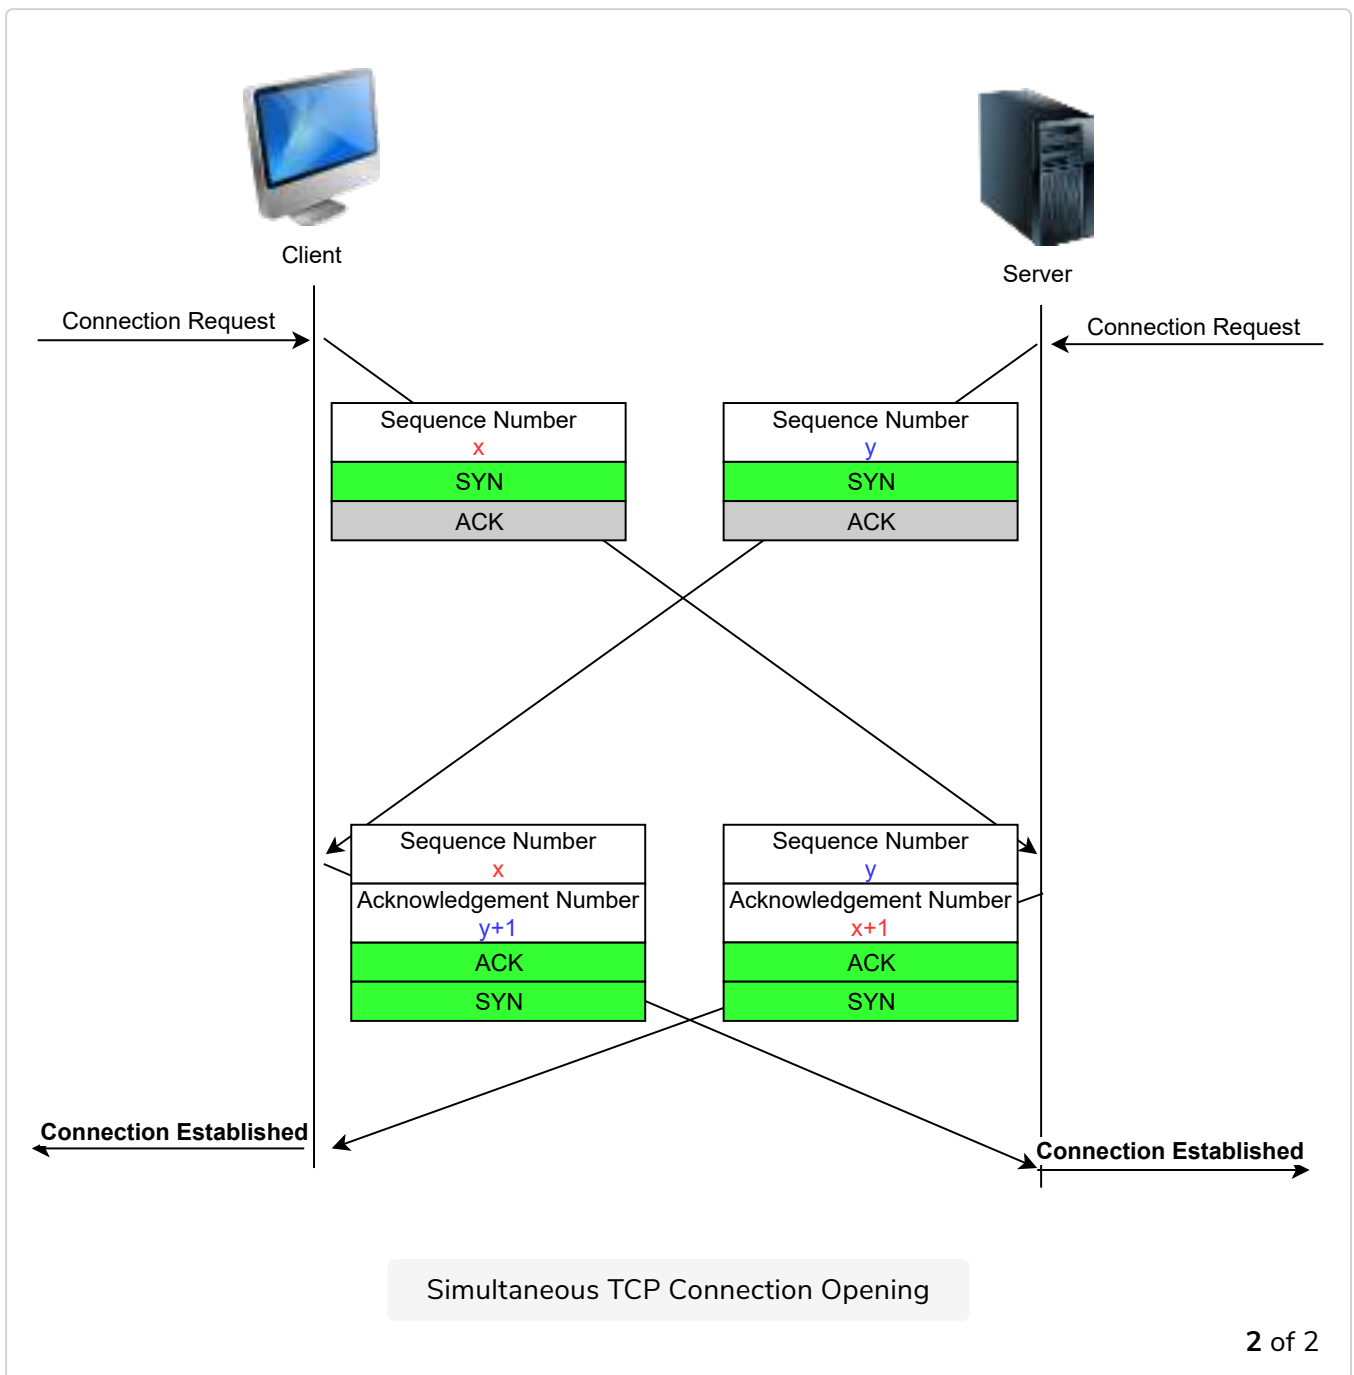 Client
Server
Connection Request
Connection Request
Sequence Number
x
SYN
ACK
Sequence Number
y
SYN
ACK
Sequence Number
x
Acknowledgement Number
y+1
ACK
SYN
Sequence Number
y
Acknowledgement Number
x+1
ACK
SYN
Connection Established
Connection Established
Simultaneous TCP Connection Opening
2 of 2